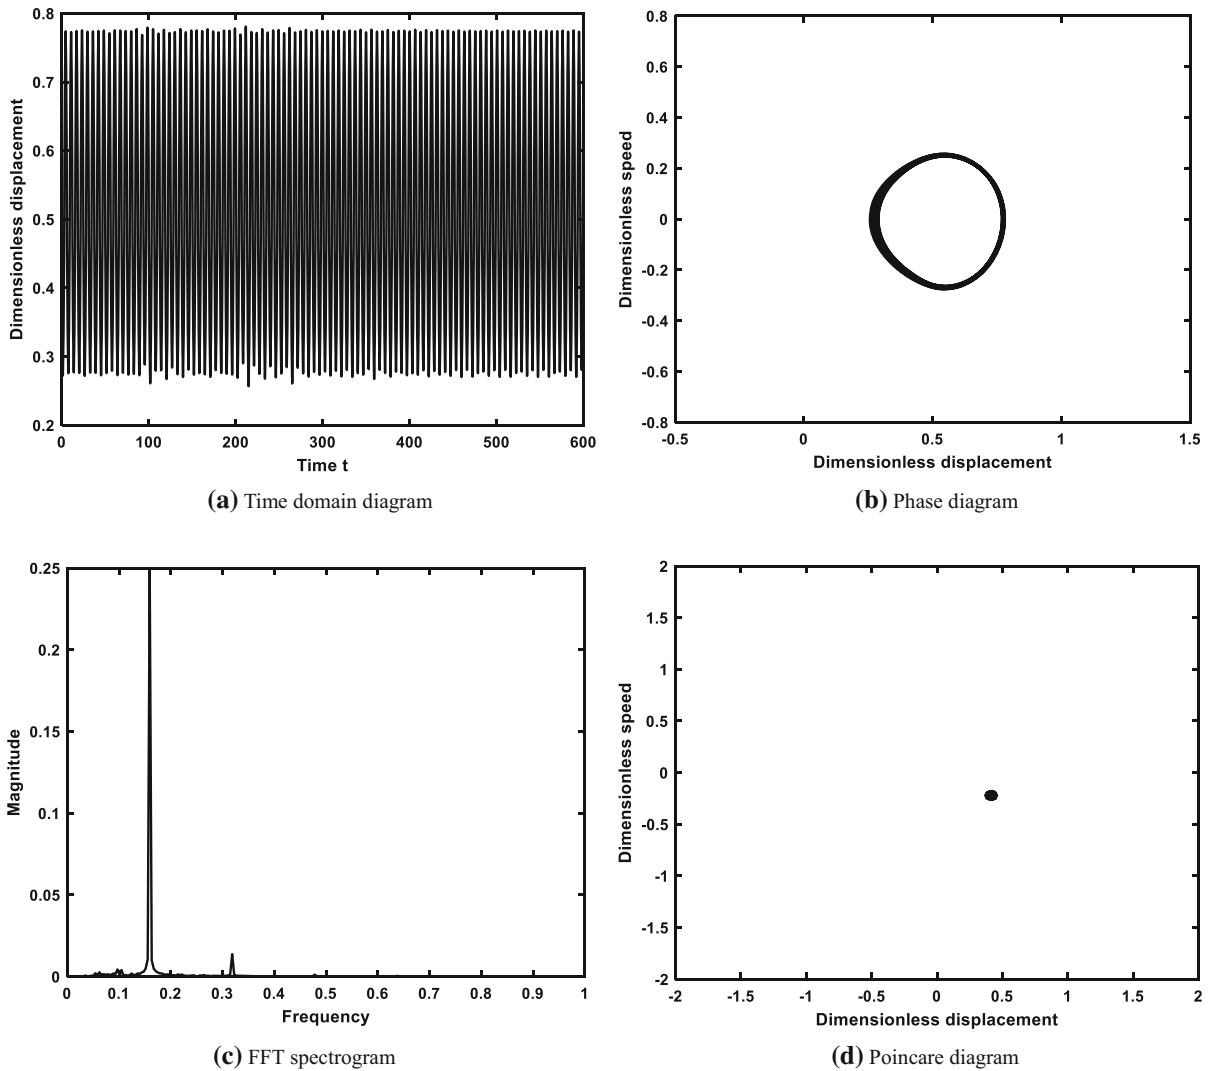 0.8
0.7
0.6
0.5
0.4
0.3
0.2
0 100 200 300 400 500 600
Dimensionless displacement
Time t
(a) Time domain diagram
0.8
0.6
0.4
0.2
0
-0.2
-0.4
-0.6
-0.8
-0.5 0 0.5 1 1.5
Dimensionless speed
Dimensionless displacement
(b) Phase diagram
0.25
0.2
0.15
0.1
0.05
0
0 0.1 0.2 0.3 0.4 0.5 0.6 0.7 0.8 0.9 1
Magnitude
Frequency
(c) FFT spectrogram
2
1.5
1
0.5
0
-0.5
-1
-1.5
-2
-2 -1.5 -1 -0.5 0 0.5 1 1.5 2
Dimensionless speed
Dimensionless displacement
(d) Poincare diagram